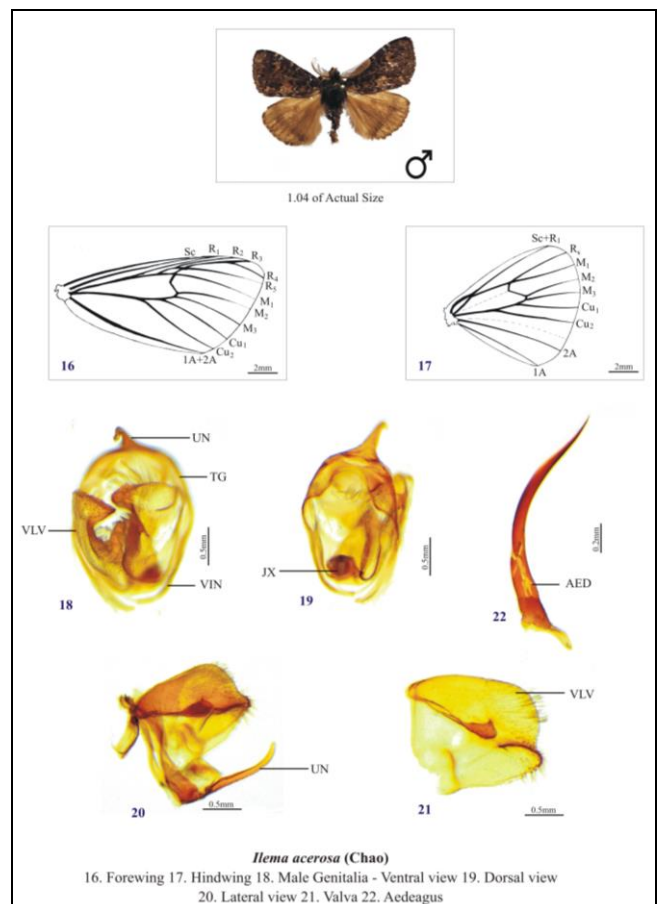 ♂
1.04 of Actual Size
Sc R₁ R₂ R₃
R₄
R₅
M₁
M₂
M₃
Cu₁
Cu₂
1A+2A
16
2mm
Sc+R₁
Rs
M₁
M₂
M₃
Cu₁
Cu₂
2A
1A
17
2mm
UN
TG
VLV
VIN
0.5mm
18
JX
0.5mm
19
0.2mm
AED
22
UN
0.5mm
20
VLV
0.5mm
21
Ilema acerosa (Chao)
16. Forewing 17. Hindwing 18. Male Genitalia - Ventral view 19. Dorsal view
20. Lateral view 21. Valva 22. Aedeagus